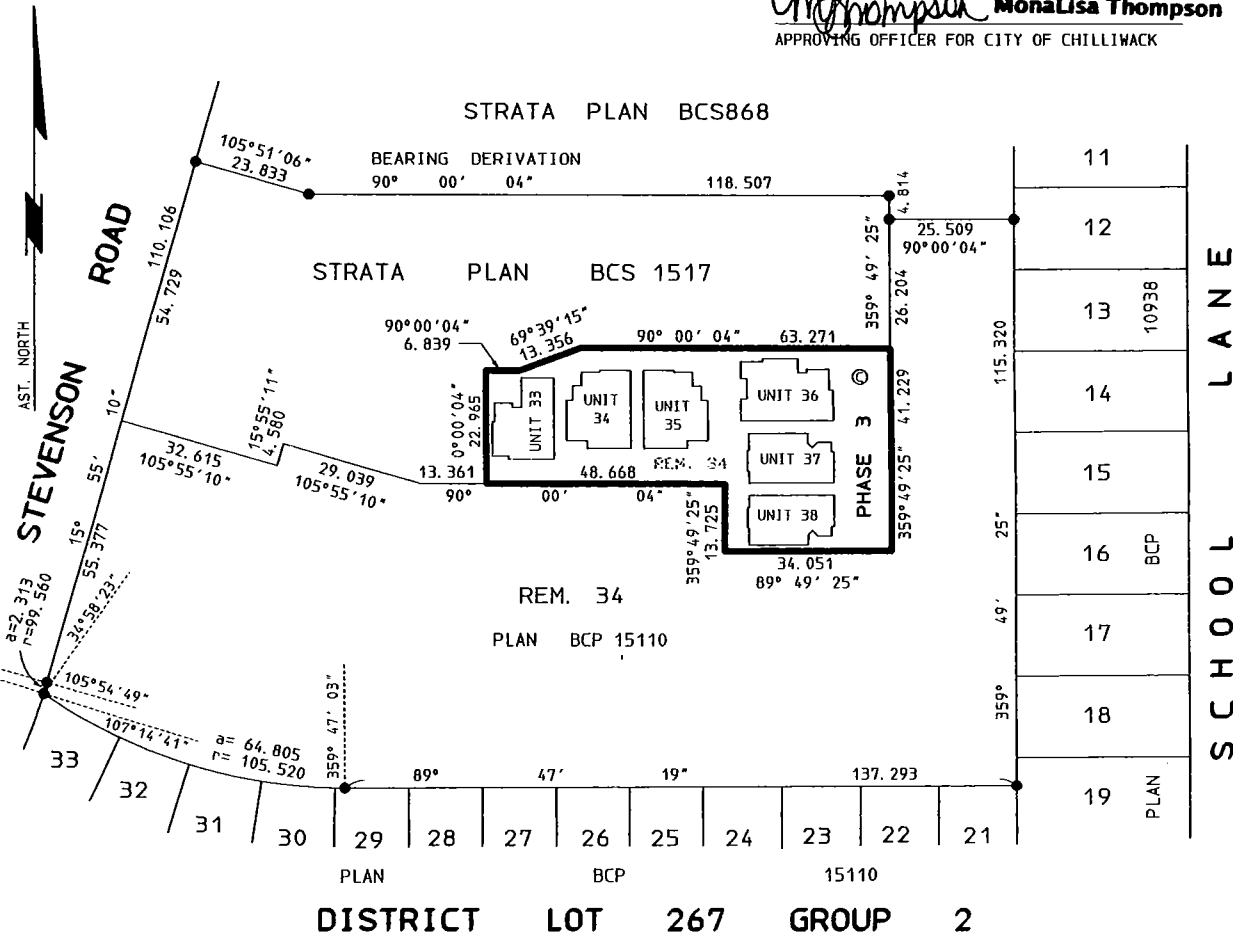 MThompson MonaLisa Thompson
APPROVING OFFICER FOR CITY OF CHILLIWACK
STRATA PLAN BCS868
105°51'06"
23.833
BEARING DERIVATION
90° 00' 04" 118.507
4.814
25.509
90°00'04"
359° 49' 25"
26.204
STRATA PLAN BCS 1517
AST. NORTH
STEVENSON ROAD
110.106
54.729
15° 55' 10"
55.377
90°00'04"
6.839
69°39'15"
13.356
90° 00' 04" 63.271
0°00'04"
22.965
UNIT 33
UNIT
34
UNIT
35
UNIT 36
UNIT 37
UNIT 38
REM. 34
©
PHASE 3
41.229
359°49'25"
115.320
359° 49' 25"
32.615
105°55'10"
15°55'11"
4.580
29.039
105°55'10"
13.361
48.668
90° 00' 04"
359°49'25"
13.725
34.051
89° 49' 25"
REM. 34
PLAN BCP 15110
a=2.313
r=99.560
34°58'23"
105°54'49"
107°14'41"
a= 64.805
r= 105.520
359° 47' 03"
89° 47' 19" 137.293
11
12
13
14
15
16
17
18
19
10938
BCP
PLAN
SCHOOL LANE
33
32
31
30
29
28
27
26
25
24
23
22
21
PLAN BCP 15110
DISTRICT LOT 267 GROUP 2